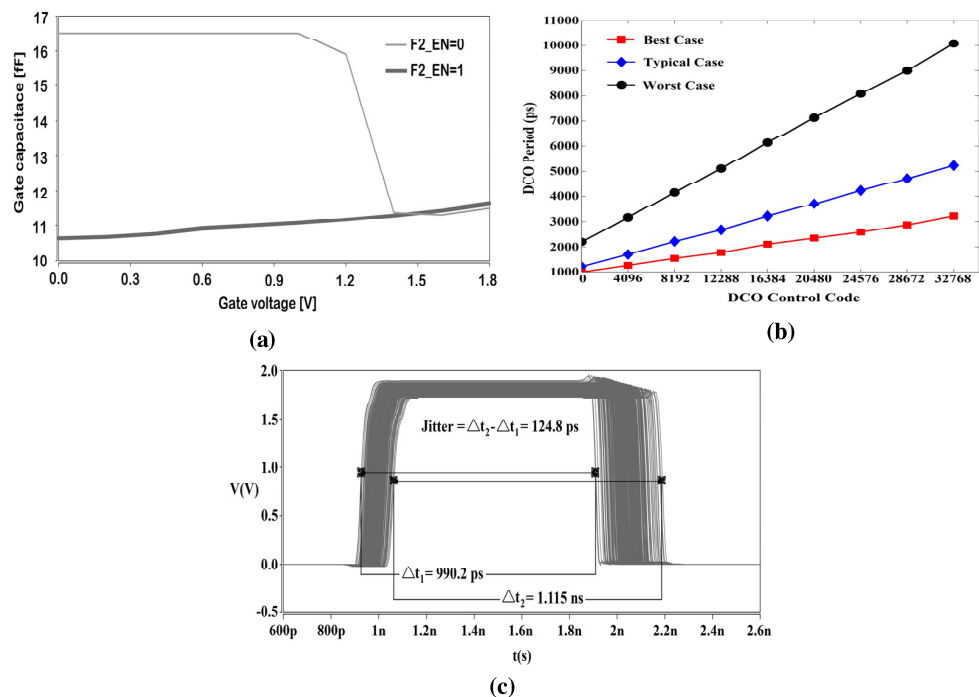 17
16
15
14
13
12
11
10
Gate capacitace [fF]
F2_EN=0
F2_EN=1
0.0 0.3 0.6 0.9 1.2 1.5 1.8
Gate voltage [V]
(a)
11000
10000
9000
8000
7000
6000
5000
4000
3000
2000
1000
DCO Period (ps)
Best Case
Typical Case
Worst Case
0 4096 8192 12288 16384 20480 24576 28672 32768
DCO Control Code
(b)
2.0
1.5
1.0
0.5
0.0
-0.5
V(V)
Jitter = △t2-△t1= 124.8 ps
△t1= 990.2 ps
△t2= 1.115 ns
600p 800p 1n 1.2n 1.4n 1.6n 1.8n 2n 2.2n 2.4n 2.6n
t(s)
(c)